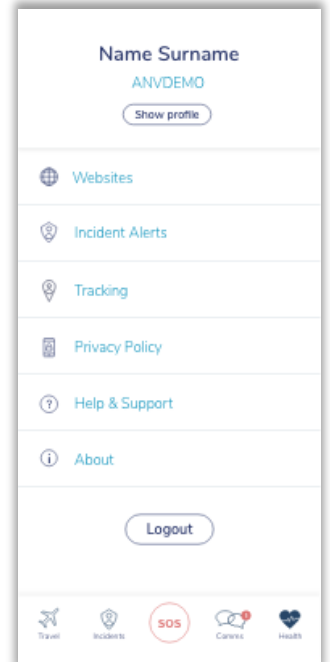 Name Surname
ANVDEMO
Show profile
Websites
Incident Alerts
Tracking
Privacy Policy
Help & Support
About
Logout
SOS
Travel
Incidents
Comms
Health